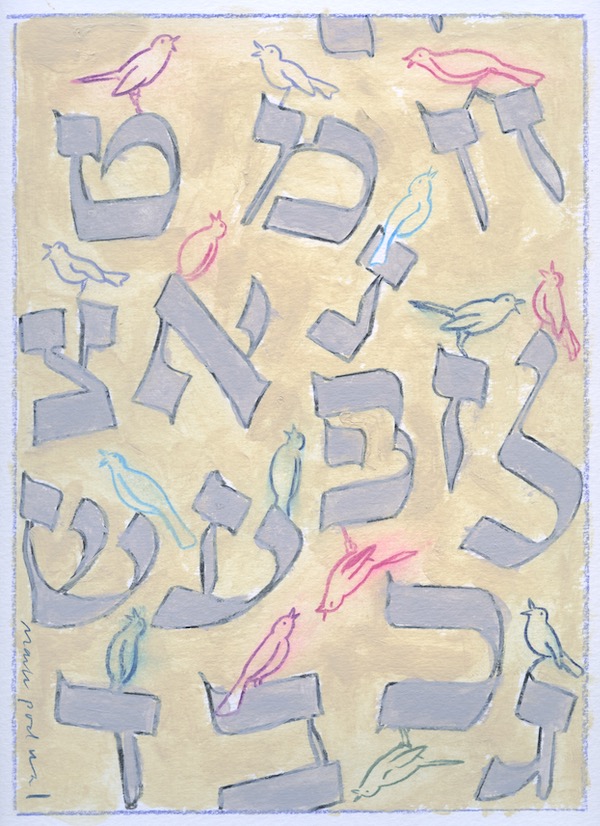 ח מ ט
נ א צ
ל ז פ
ע ש
כ
ג ב ד
mark podwal